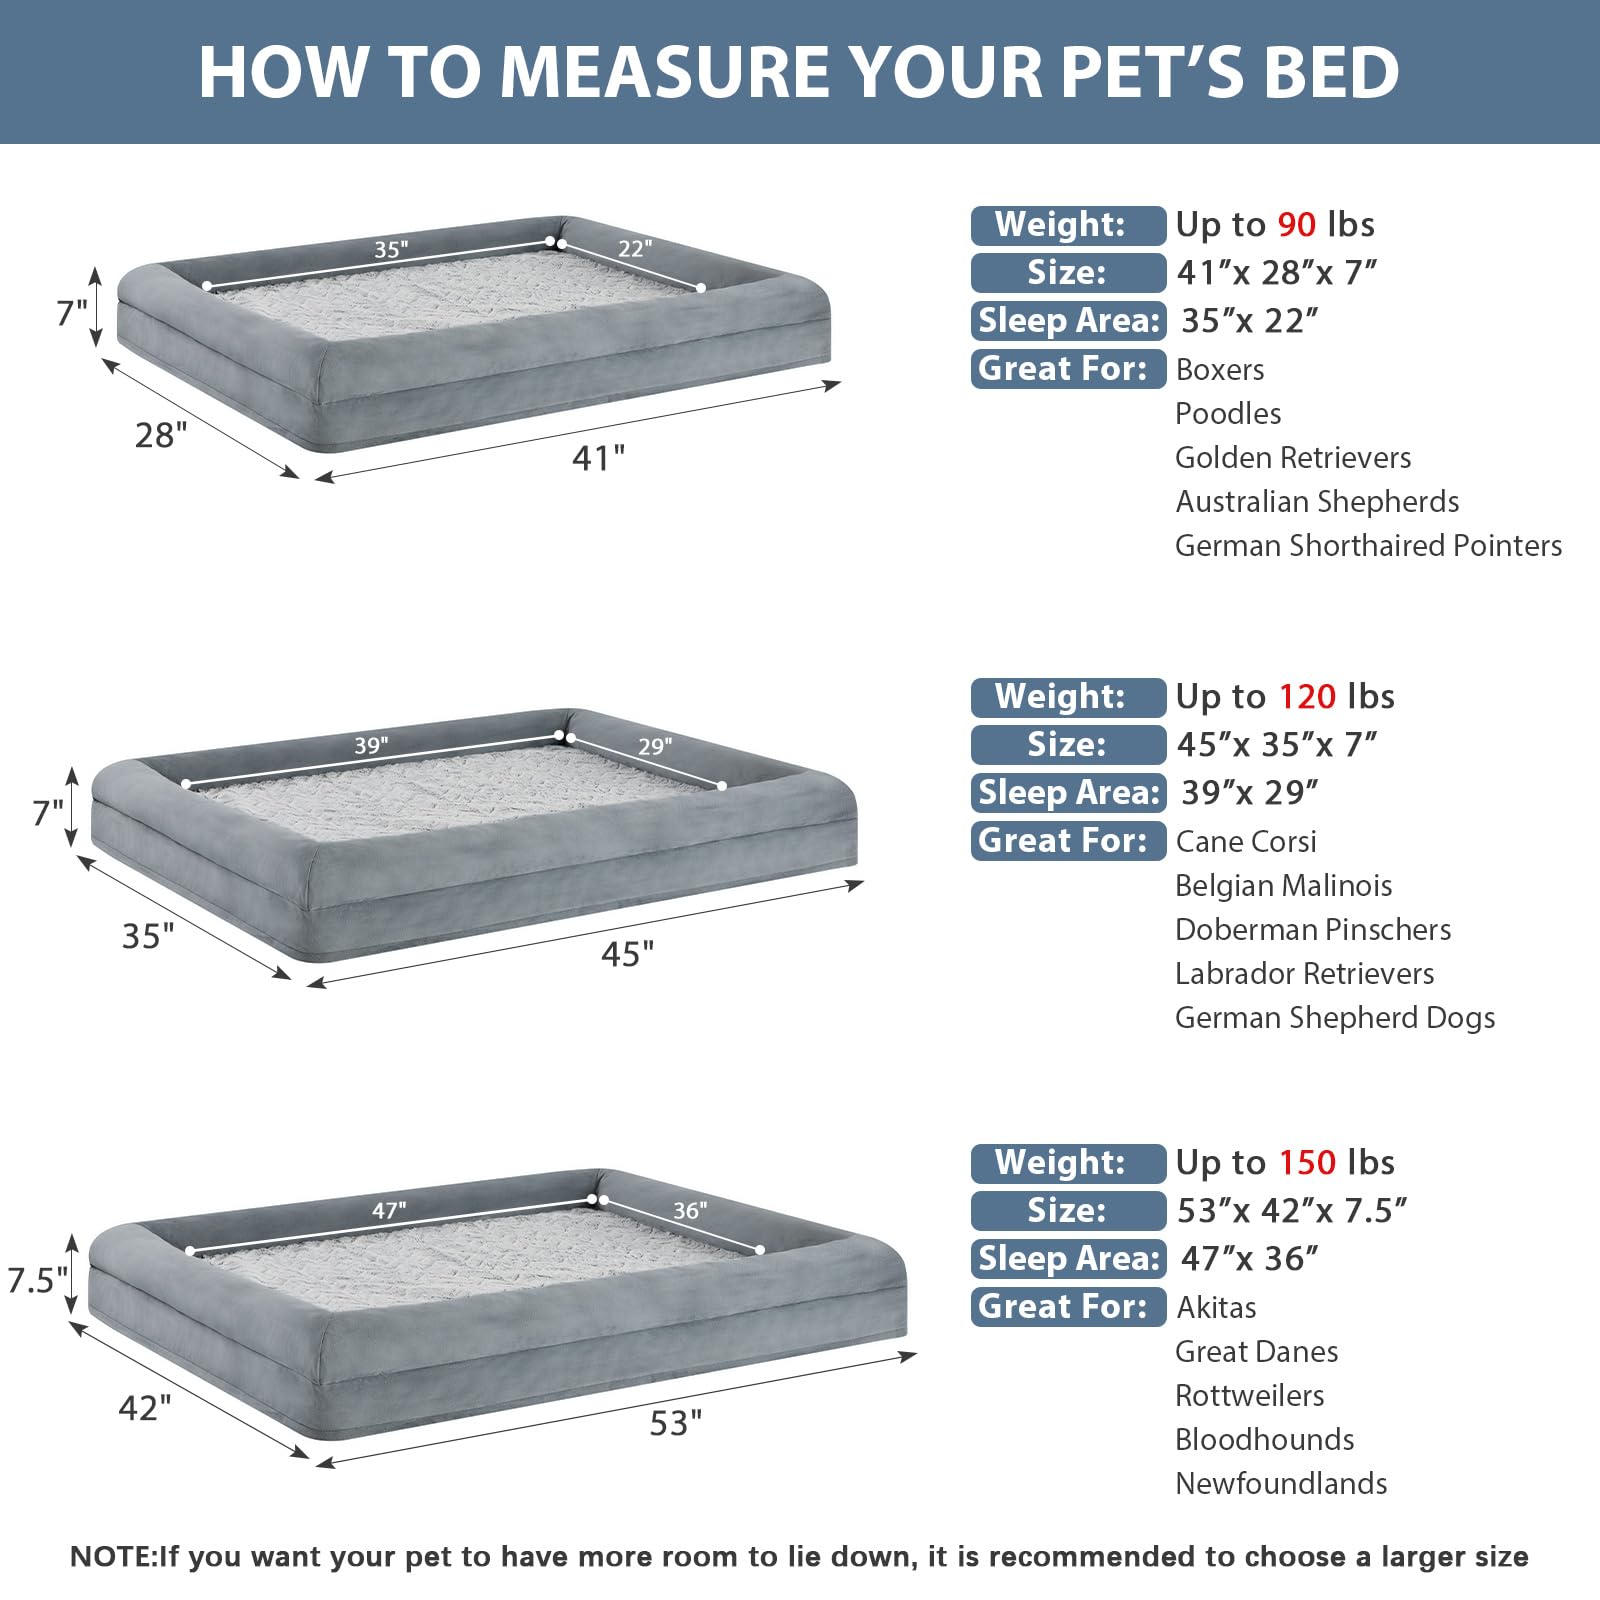 HOW TO MEASURE YOUR PET’S BED
35"
22"
7"
28"
41"
Weight: Up to 90 lbs
Size: 41”x 28”x 7”
Sleep Area: 35”x 22”
Great For: Boxers
Poodles
Golden Retrievers
Australian Shepherds
German Shorthaired Pointers
39"
29"
7"
35"
45"
Weight: Up to 120 lbs
Size: 45”x 35”x 7”
Sleep Area: 39”x 29”
Great For: Cane Corsi
Belgian Malinois
Doberman Pinschers
Labrador Retrievers
German Shepherd Dogs
47"
36"
7.5"
42"
53"
Weight: Up to 150 lbs
Size: 53”x 42”x 7.5”
Sleep Area: 47”x 36”
Great For: Akitas
Great Danes
Rottweilers
Bloodhounds
Newfoundlands
NOTE:If you want your pet to have more room to lie down, it is recommended to choose a larger size